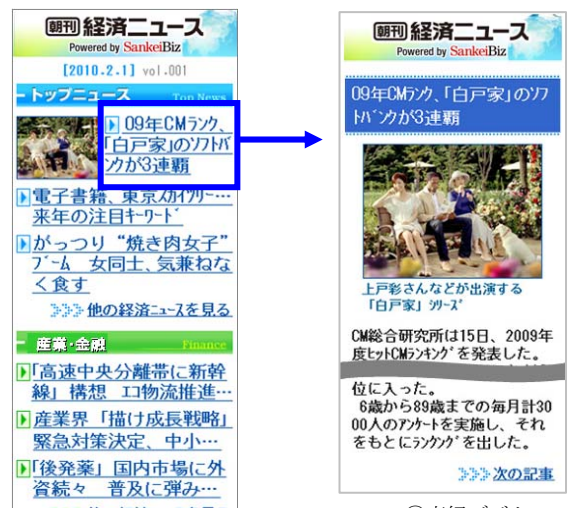 朝刊 経済ニュース
Powered by SankeiBiz
[2010.2.1] vol.001
トップニュース Top News
09年CMﾗﾝｸ、
「白戸家」のｿﾌﾄﾊﾞ
ﾝｸが3連覇
電子書籍、東京ｽｶｲﾂﾘｰ…
来年の注目ｷｰﾜｰﾄﾞ
がっつり“焼き肉女子”
ﾌﾞｰﾑ 女同士、気兼ねな
く食す
他の経済ﾆｭｰｽを見る
産業・金融 Finance
「高速中央分離帯に新幹
線」構想 ｴｺ物流推進…
産業界「描け成長戦略」
緊急対策決定、中小…
「後発薬」国内市場に外
資続々 普及に弾み…
朝刊 経済ニュース
Powered by SankeiBiz
09年CMﾗﾝｸ、「白戸家」のｿﾌ
ﾄﾊﾞﾝｸが3連覇
上戸彩さんなどが出演する
「白戸家」ｼﾘｰｽﾞ
CM総合研究所は15日、2009年
度ﾋｯﾄCMﾗﾝｷﾝｸﾞを発表した。
位に入った。
6歳から89歳までの毎月計30
00人のｱﾝｹｰﾄを実施し、それ
をもとにﾗﾝｸﾝｸﾞを出した。
次の記事